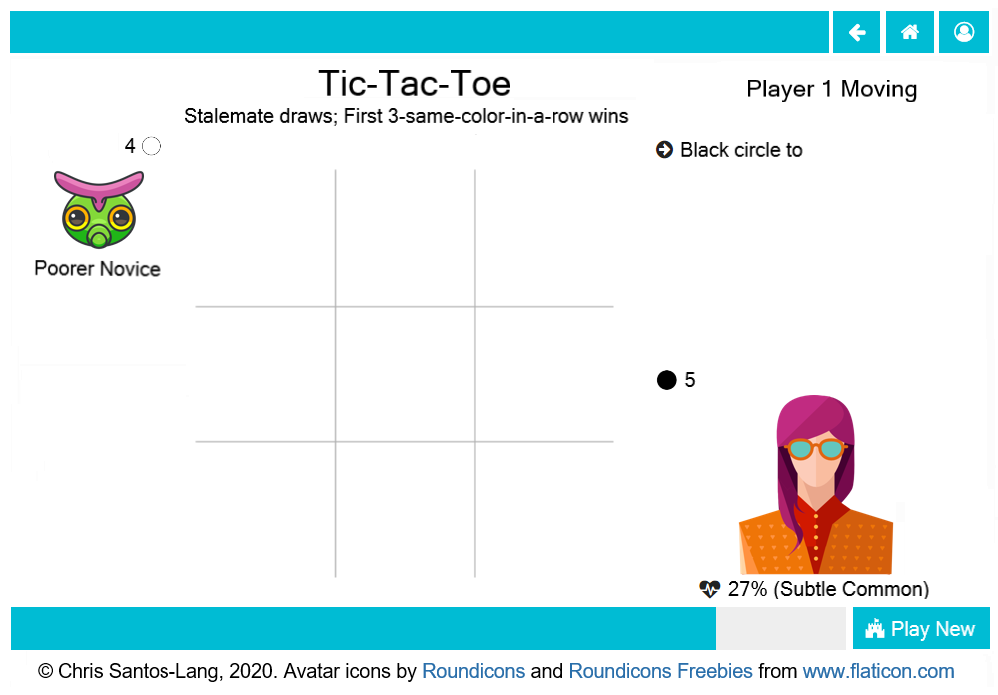 Tic-Tac-Toe
Stalemate draws; First 3-same-color-in-a-row wins
Player 1 Moving
4
Black circle to
Poorer Novice
5
27% (Subtle Common)
Play New
© Chris Santos-Lang, 2020. Avatar icons by Roundicons and Roundicons Freebies from www.flaticon.com